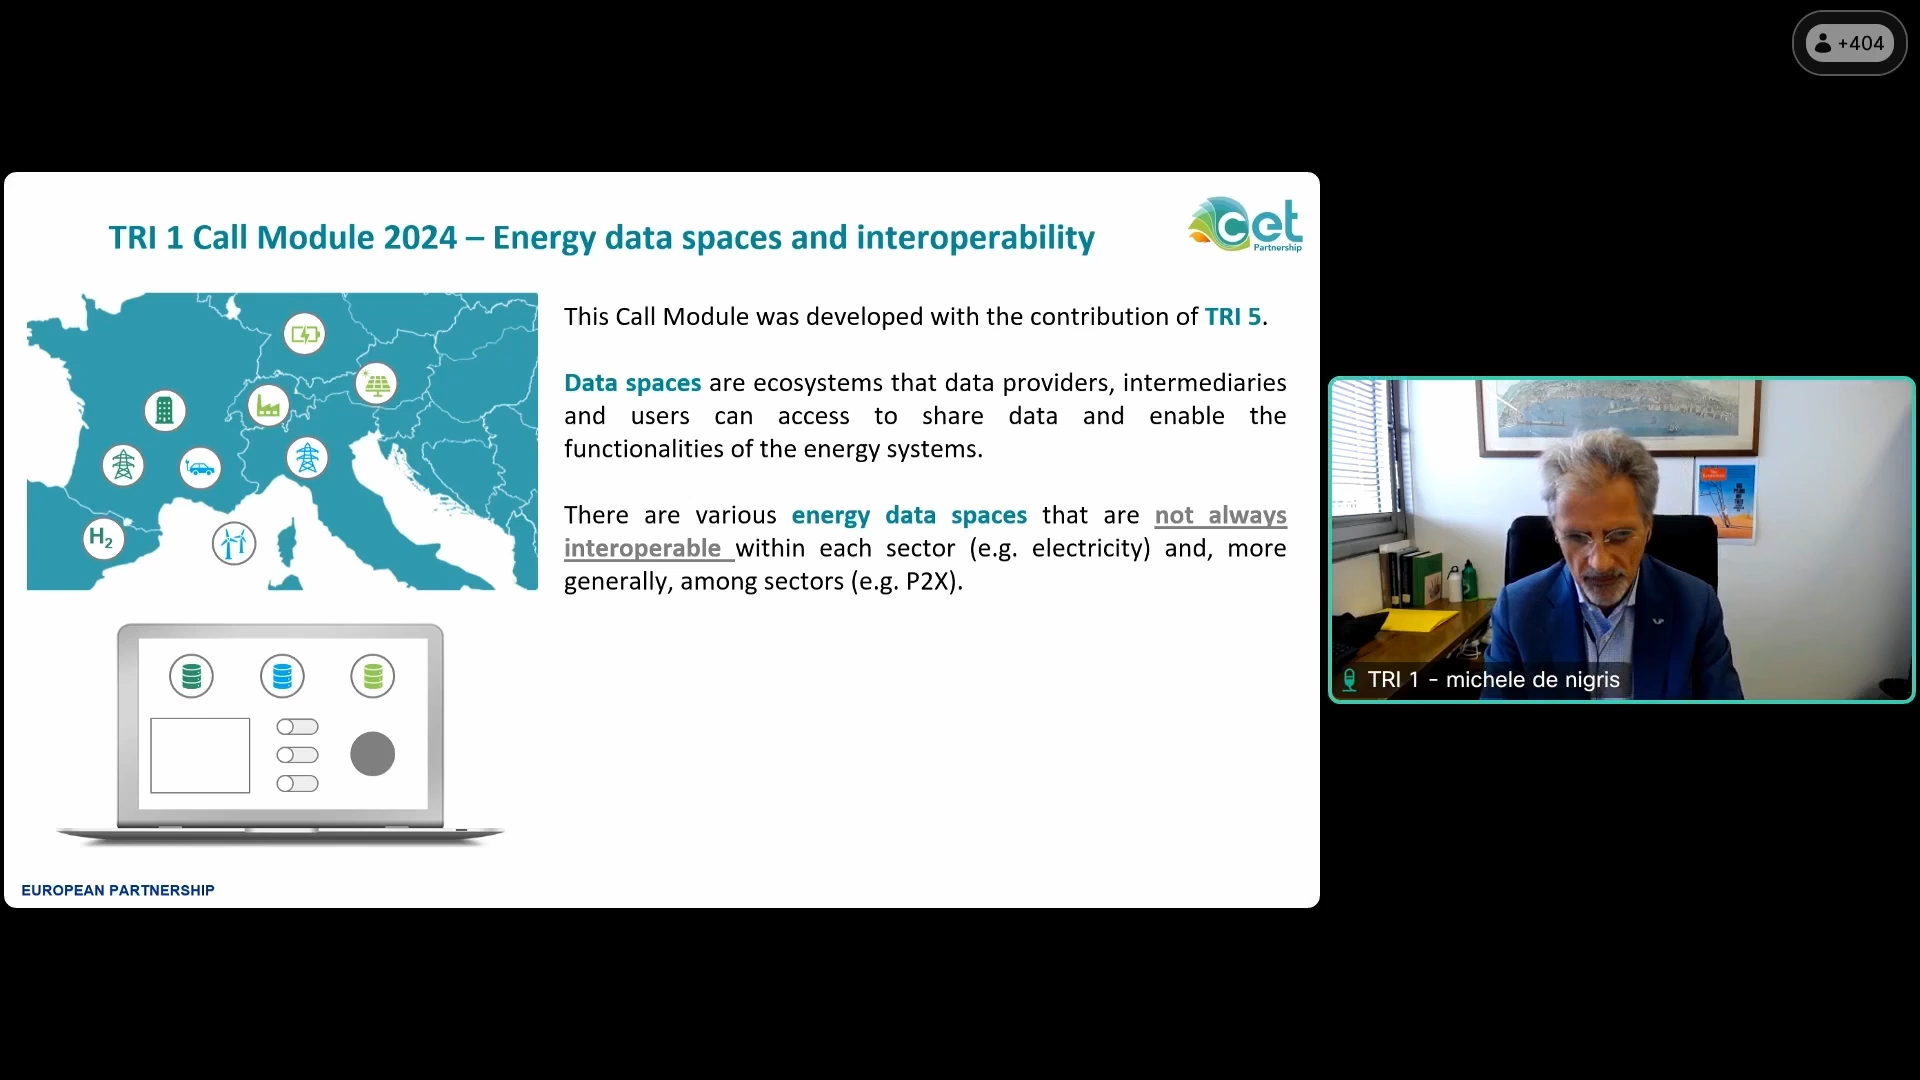 +404
TRI 1 Call Module 2024 – Energy data spaces and interoperability
cet
Partnership
This Call Module was developed with the contribution of TRI 5.
Data spaces are ecosystems that data providers, intermediaries
and users can access to share data and enable the
functionalities of the energy systems.
There are various energy data spaces that are not always
interoperable within each sector (e.g. electricity) and, more
generally, among sectors (e.g. P2X).
H2
EUROPEAN PARTNERSHIP
TRI 1 - michele de nigris